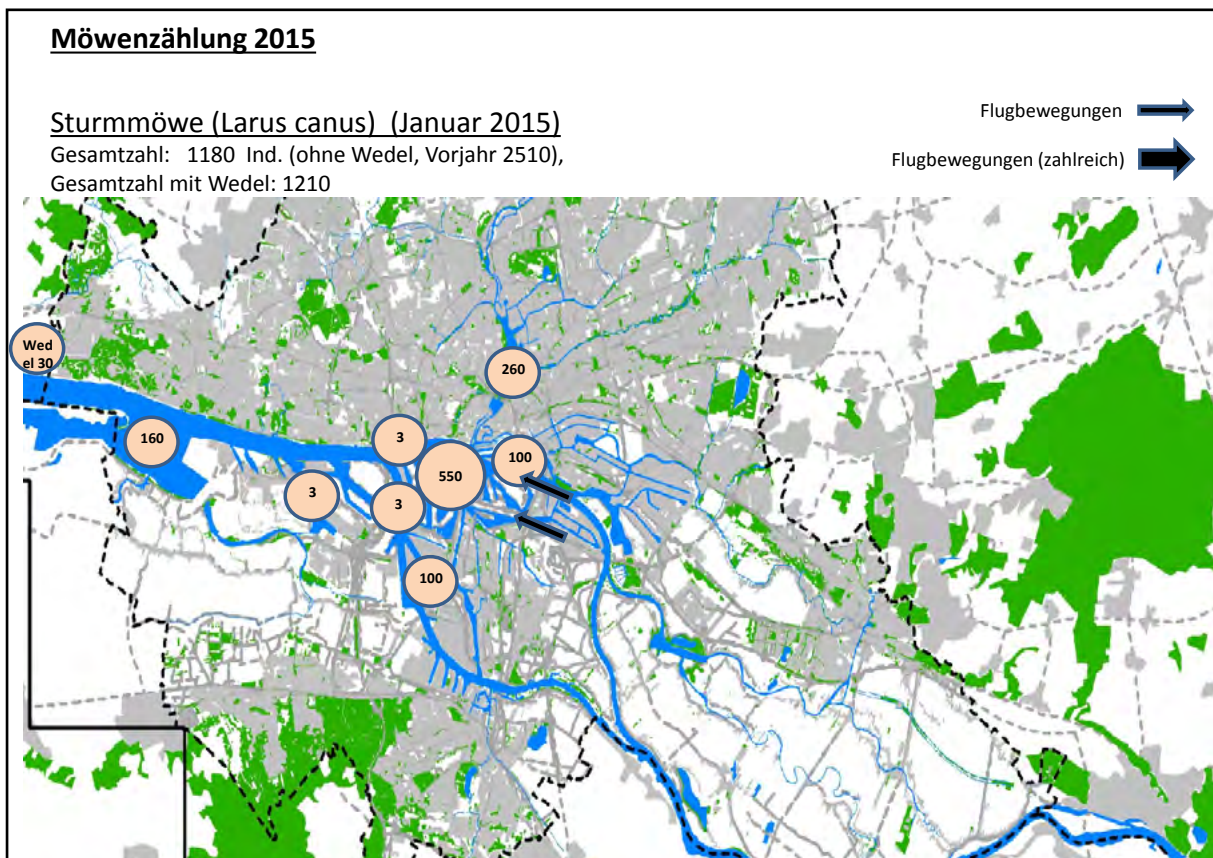 Möwenzählung 2015
Sturmmöwe (Larus canus)  (Januar 2015)
Gesamtzahl:   1180  Ind. (ohne Wedel, Vorjahr 2510),
Gesamtzahl mit Wedel: 1210
Flugbewegungen
Flugbewegungen (zahlreich)
Wed
el 30
260
160
3
550
100
3
3
100